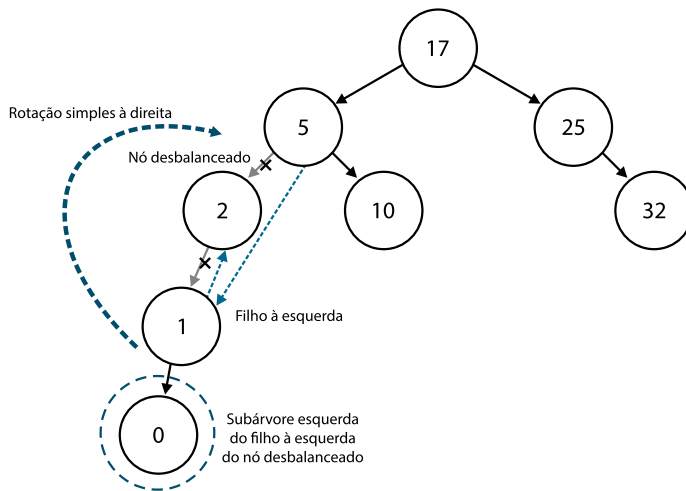 17
Rotação simples à direita
5
25
Nó desbalanceado
2
10
32
Filho à esquerda
1
0
Subárvore esquerda
do filho à esquerda
do nó desbalanceado